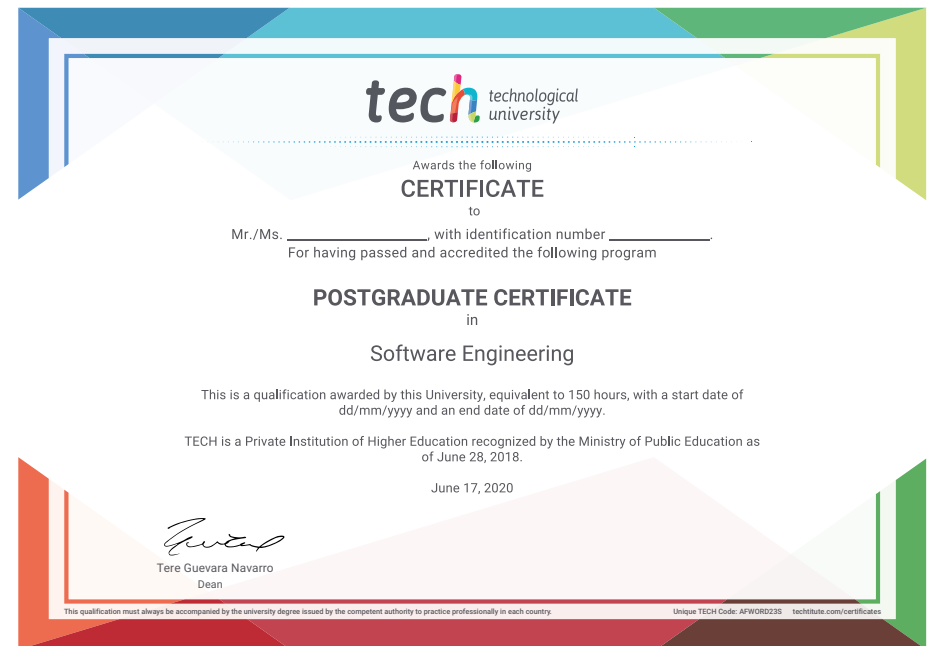 tech technological
university
Awards the following
CERTIFICATE
to
Mr./Ms. ____________________, with identification number ______________.
For having passed and accredited the following program
POSTGRADUATE CERTIFICATE
in
Software Engineering
This is a qualification awarded by this University, equivalent to 150 hours, with a start date of
dd/mm/yyyy and an end date of dd/mm/yyyy.
TECH is a Private Institution of Higher Education recognized by the Ministry of Public Education as
of June 28, 2018.
June 17, 2020
Tere Guevara Navarro
Dean
This qualification must always be accompanied by the university degree issued by the competent authority to practice professionally in each country. Unique TECH Code: AFWORD23S techtitute.com/certificates